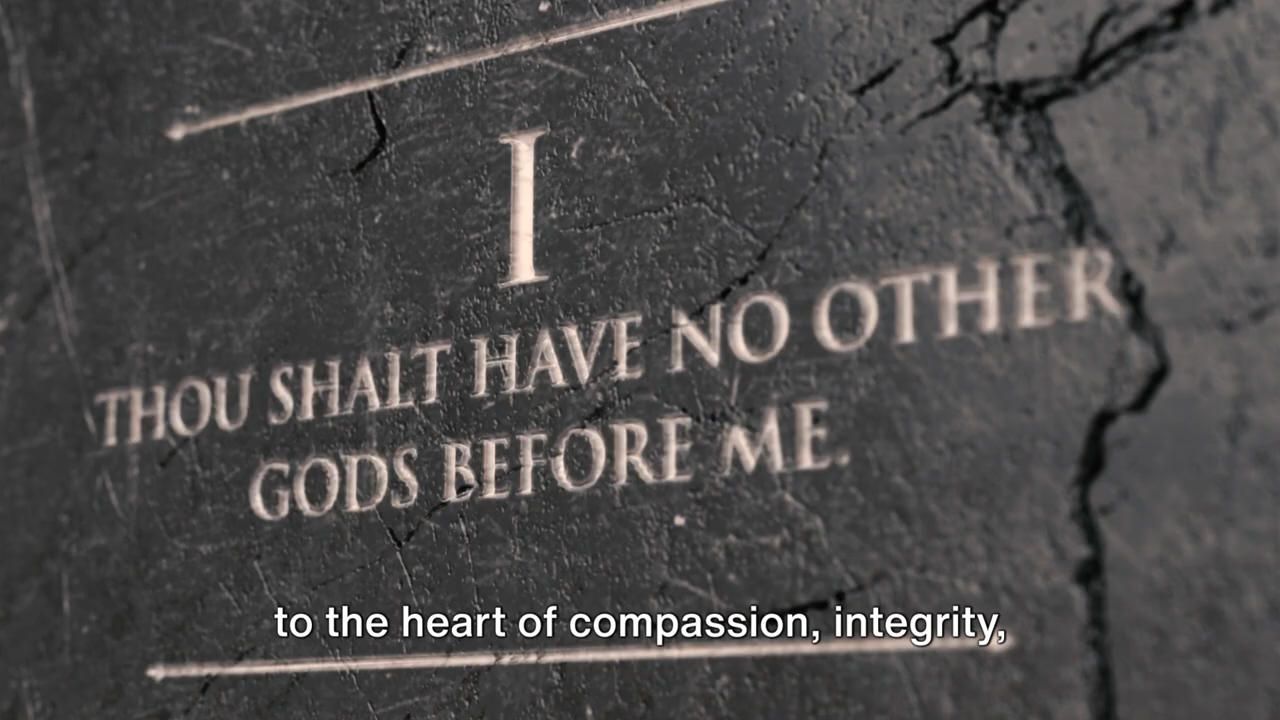 I
THOU SHALT HAVE NO OTHER
GODS BEFORE ME.
to the heart of compassion, integrity,